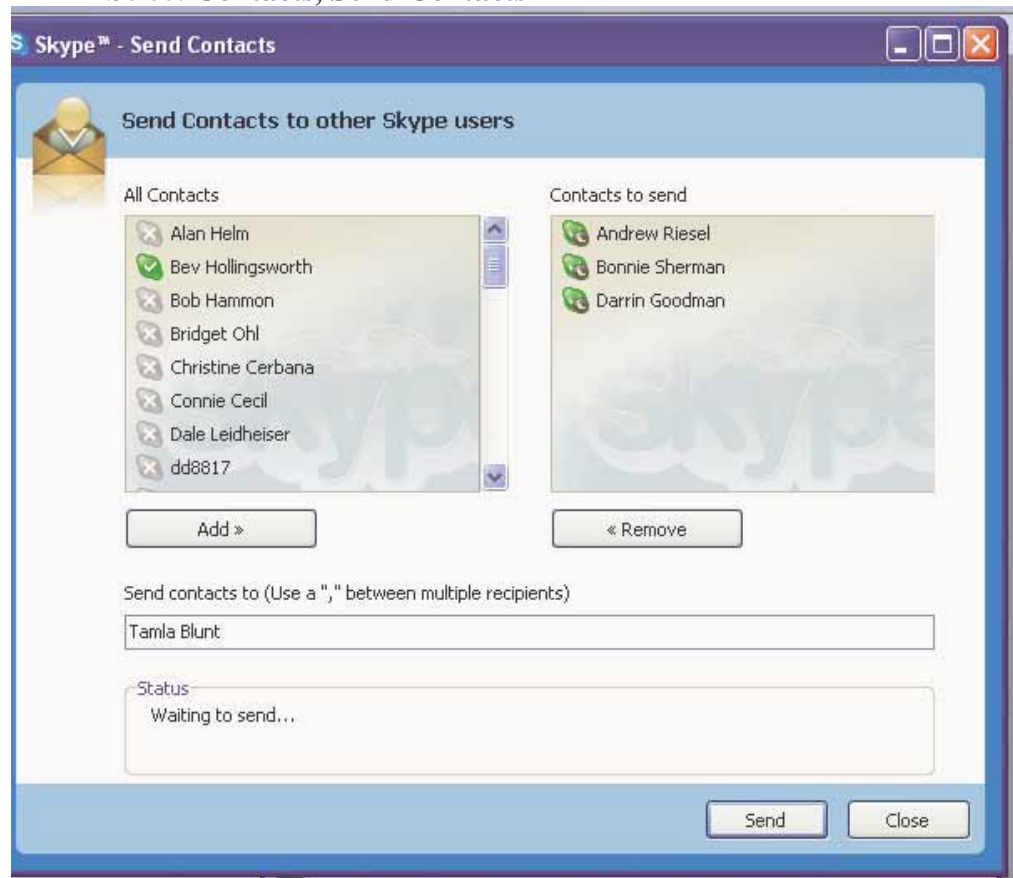 Skype™ - Send Contacts
Send Contacts to other Skype users
All Contacts
Alan Helm
Bev Hollingsworth
Bob Hammon
Bridget Ohl
Christine Cerbana
Connie Cecil
Dale Leidheiser
dd8817
Add »
Contacts to send
Andrew Riesel
Bonnie Sherman
Darrin Goodman
« Remove
Send contacts to (Use a "," between multiple recipients)
Tamla Blunt
Status
Waiting to send...
Send
Close